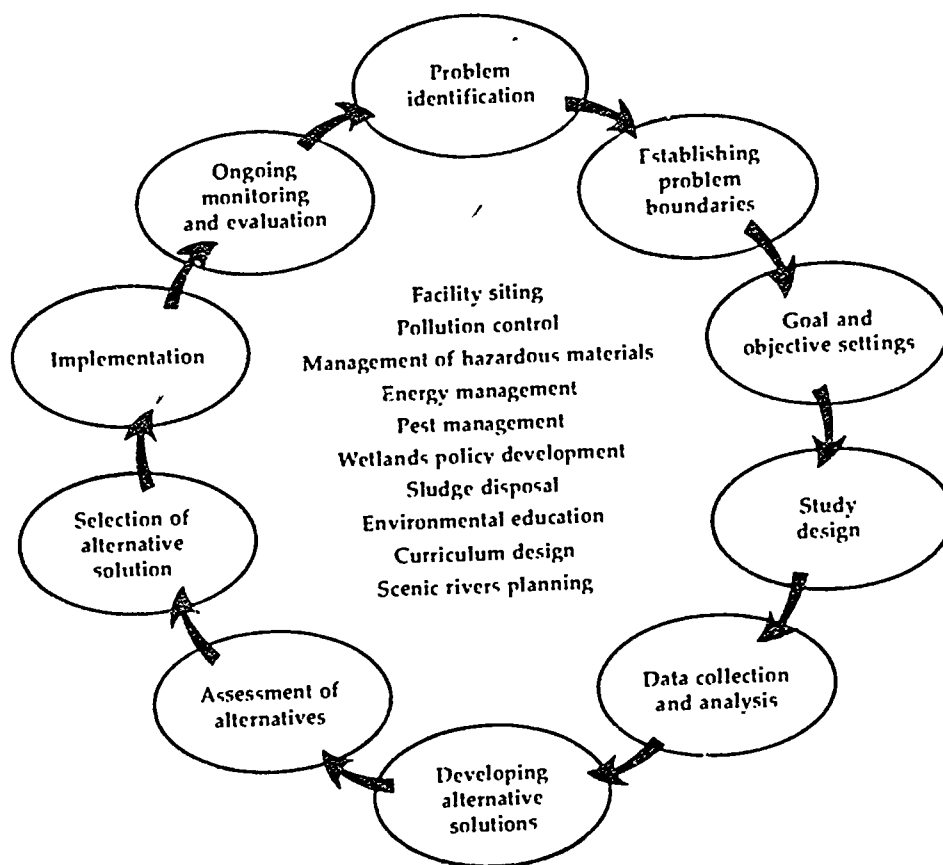 Problem
identification
Establishing
problem
boundaries
Goal and
objective settings
Study
design
Data collection
and analysis
Developing
alternative
solutions
Assessment of
alternatives
Selection of
alternative
solution
Implementation
Ongoing
monitoring
and evaluation
Facility siting
Pollution control
Management of hazardous materials
Energy management
Pest management
Wetlands policy development
Sludge disposal
Environmental education
Curriculum design
Scenic rivers planning